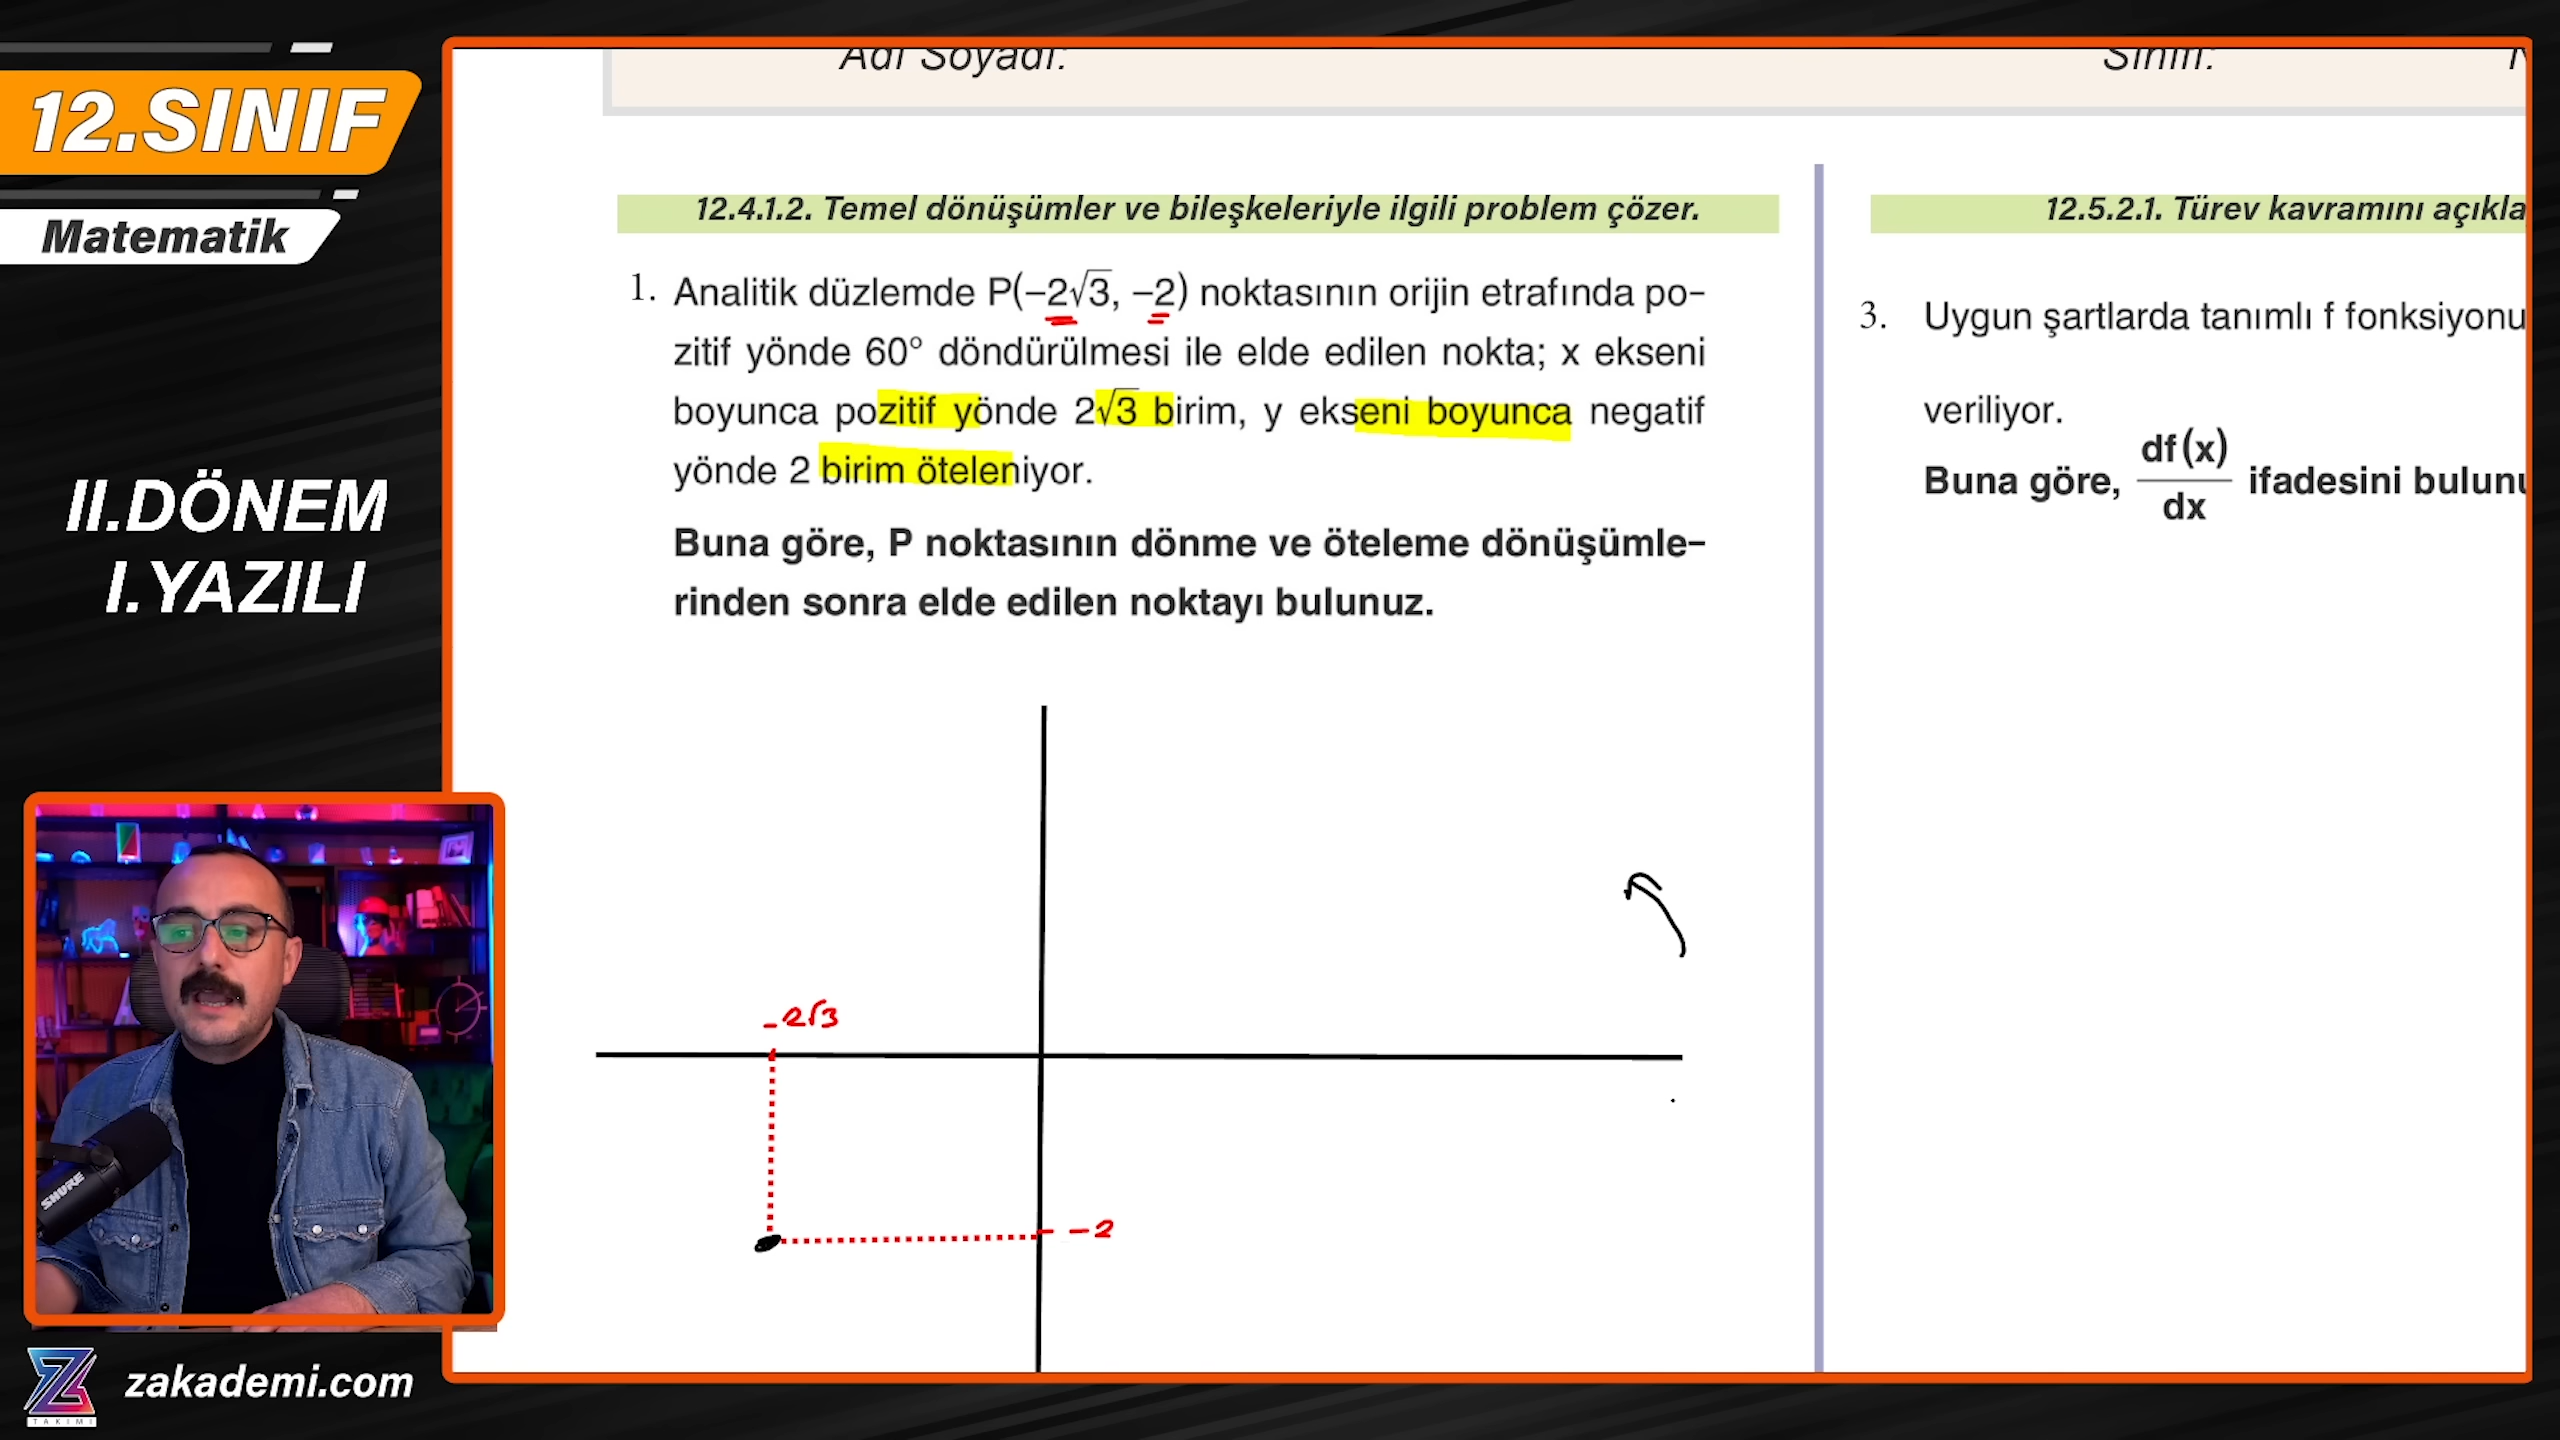 12.SINIF
Matematik
II.DÖNEM
I.YAZILI
Adı Soyadı:
Sınıfı:
12.4.1.2. Temel dönüşümler ve bileşkeleriyle ilgili problem çözer.
1. Analitik düzlemde P(−2√3, −2) noktasının orijin etrafında po-
zitif yönde 60° döndürülmesi ile elde edilen nokta; x ekseni
boyunca pozitif yönde 2√3 birim, y ekseni boyunca negatif
yönde 2 birim öteleniyor.
Buna göre, P noktasının dönme ve öteleme dönüşümle-
rinden sonra elde edilen noktayı bulunuz.
-2√3
-2
12.5.2.1. Türev kavramını açıkla
3. Uygun şartlarda tanımlı f fonksiyonu
veriliyor.
Buna göre, df(x)/dx ifadesini bulunu
SHURE
zakademi.com
TAKIMI